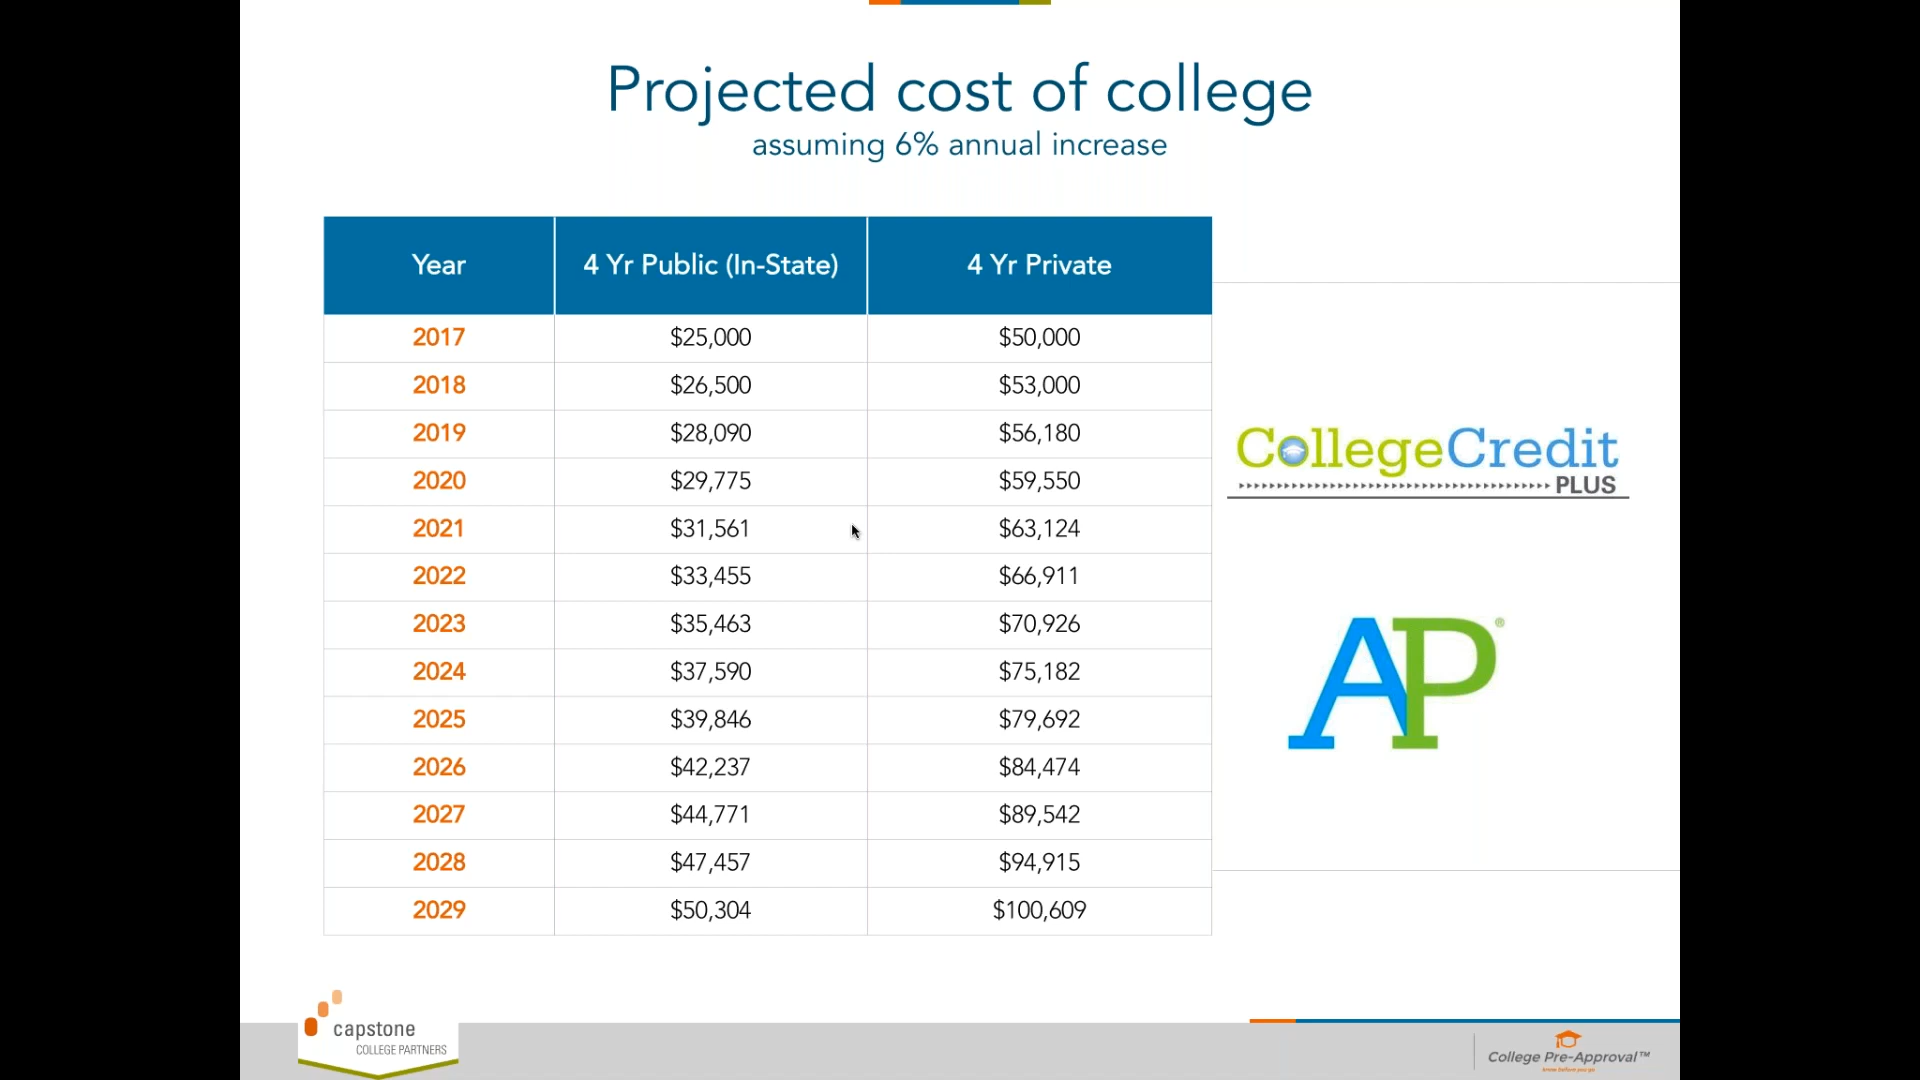 Projected cost of college
assuming 6% annual increase
Year 4 Yr Public (In-State) 4 Yr Private
2017 $25,000 $50,000
2018 $26,500 $53,000
2019 $28,090 $56,180
2020 $29,775 $59,550
2021 $31,561 $63,124
2022 $33,455 $66,911
2023 $35,463 $70,926
2024 $37,590 $75,182
2025 $39,846 $79,692
2026 $42,237 $84,474
2027 $44,771 $89,542
2028 $47,457 $94,915
2029 $50,304 $100,609
CollegeCredit
PLUS
AP®
capstone
COLLEGE PARTNERS
College Pre-Approval™
know before you go